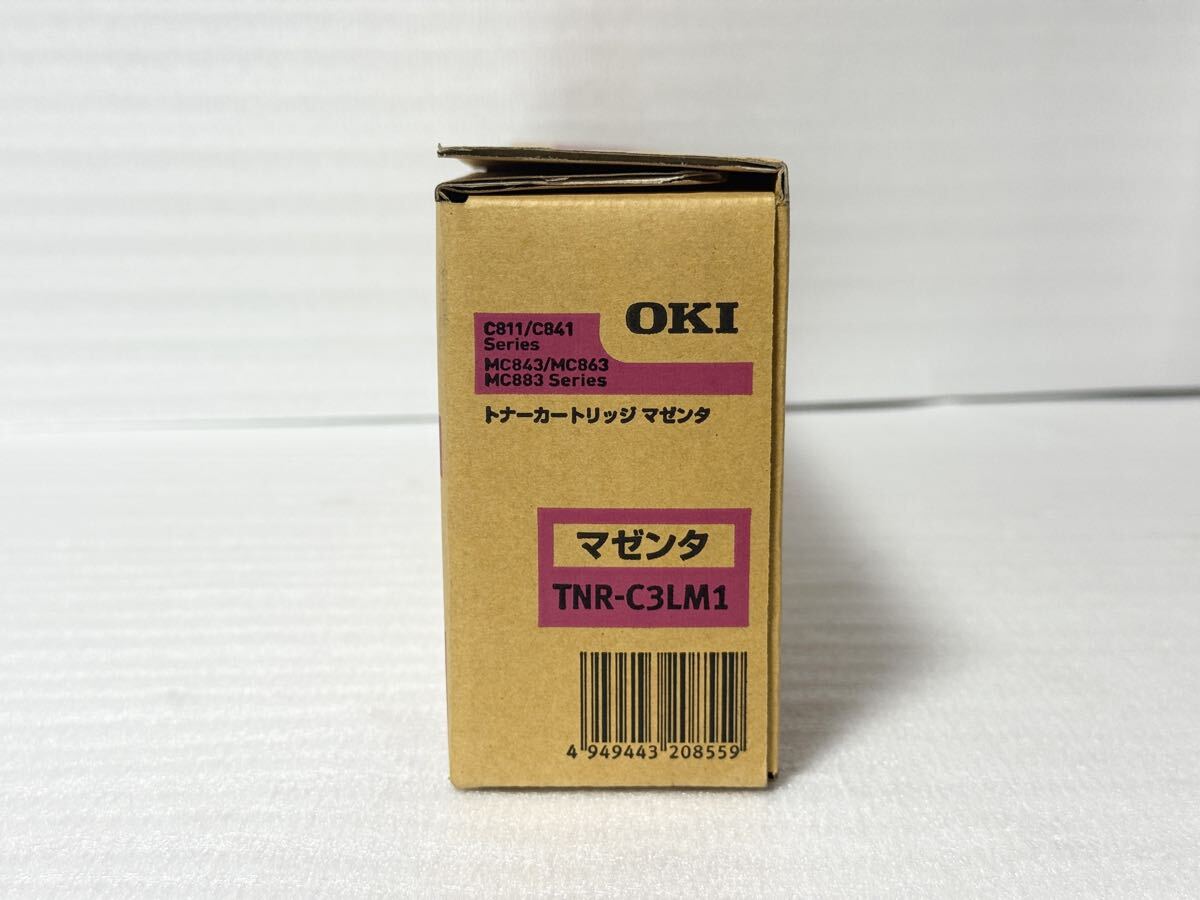 OKI
C811/C841
Series
MC843/MC863
MC883 Series
トナーカートリッジ マゼンタ
マゼンタ
TNR-C3LM1
4 949443 208559